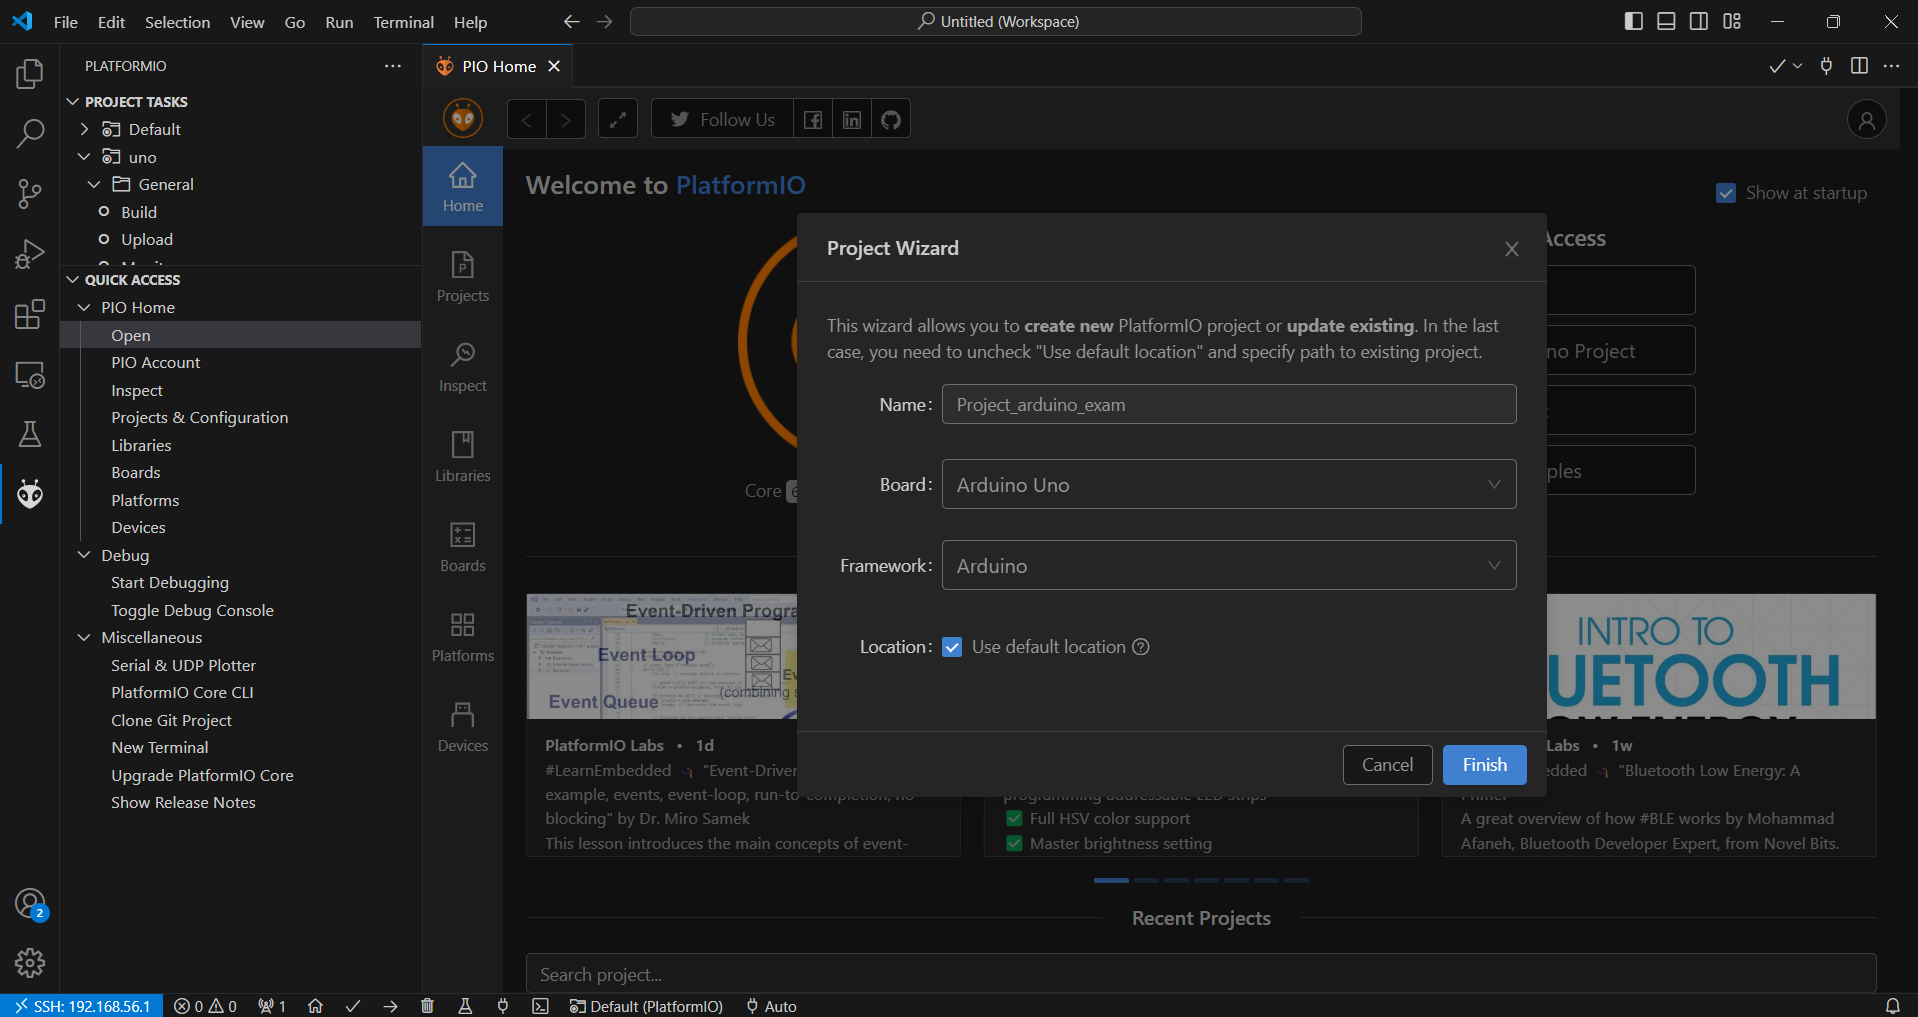 File Edit Selection View Go Run Terminal Help Untitled (Workspace)
PLATFORMIO
PIO Home
PROJECT TASKS
Default
uno
General
Build
Upload
QUICK ACCESS
PIO Home
Open
PIO Account
Inspect
Projects & Configuration
Libraries
Boards
Platforms
Devices
Debug
Start Debugging
Toggle Debug Console
Miscellaneous
Serial & UDP Plotter
PlatformIO Core CLI
Clone Git Project
New Terminal
Upgrade PlatformIO Core
Show Release Notes
2
Follow Us
Home
Projects
Inspect
Libraries
Boards
Platforms
Devices
Welcome to PlatformIO
Show at startup
Access
no Project
ples
Core
Project Wizard
This wizard allows you to create new PlatformIO project or update existing. In the last
case, you need to uncheck "Use default location" and specify path to existing project.
Name: Project_arduino_exam
Board: Arduino Uno
Framework: Arduino
Location: Use default location
Cancel Finish
Event-Driven Progra
Event Loop
Event Queue
(combining s
INTRO TO
UETOOTH
PlatformIO Labs • 1d
#LearnEmbedded "Event-Driver
example, events, event-loop, run-to-completion, no-
blocking" by Dr. Miro Samek
This lesson introduces the main concepts of event-
programming addressable LED strips
Full HSV color support
Master brightness setting
Labs • 1w
edded "Bluetooth Low Energy: A
Primer"
A great overview of how #BLE works by Mohammad
Afaneh, Bluetooth Developer Expert, from Novel Bits.
Recent Projects
Search project...
SSH: 192.168.56.1 0 0 1 Default (PlatformIO) Auto